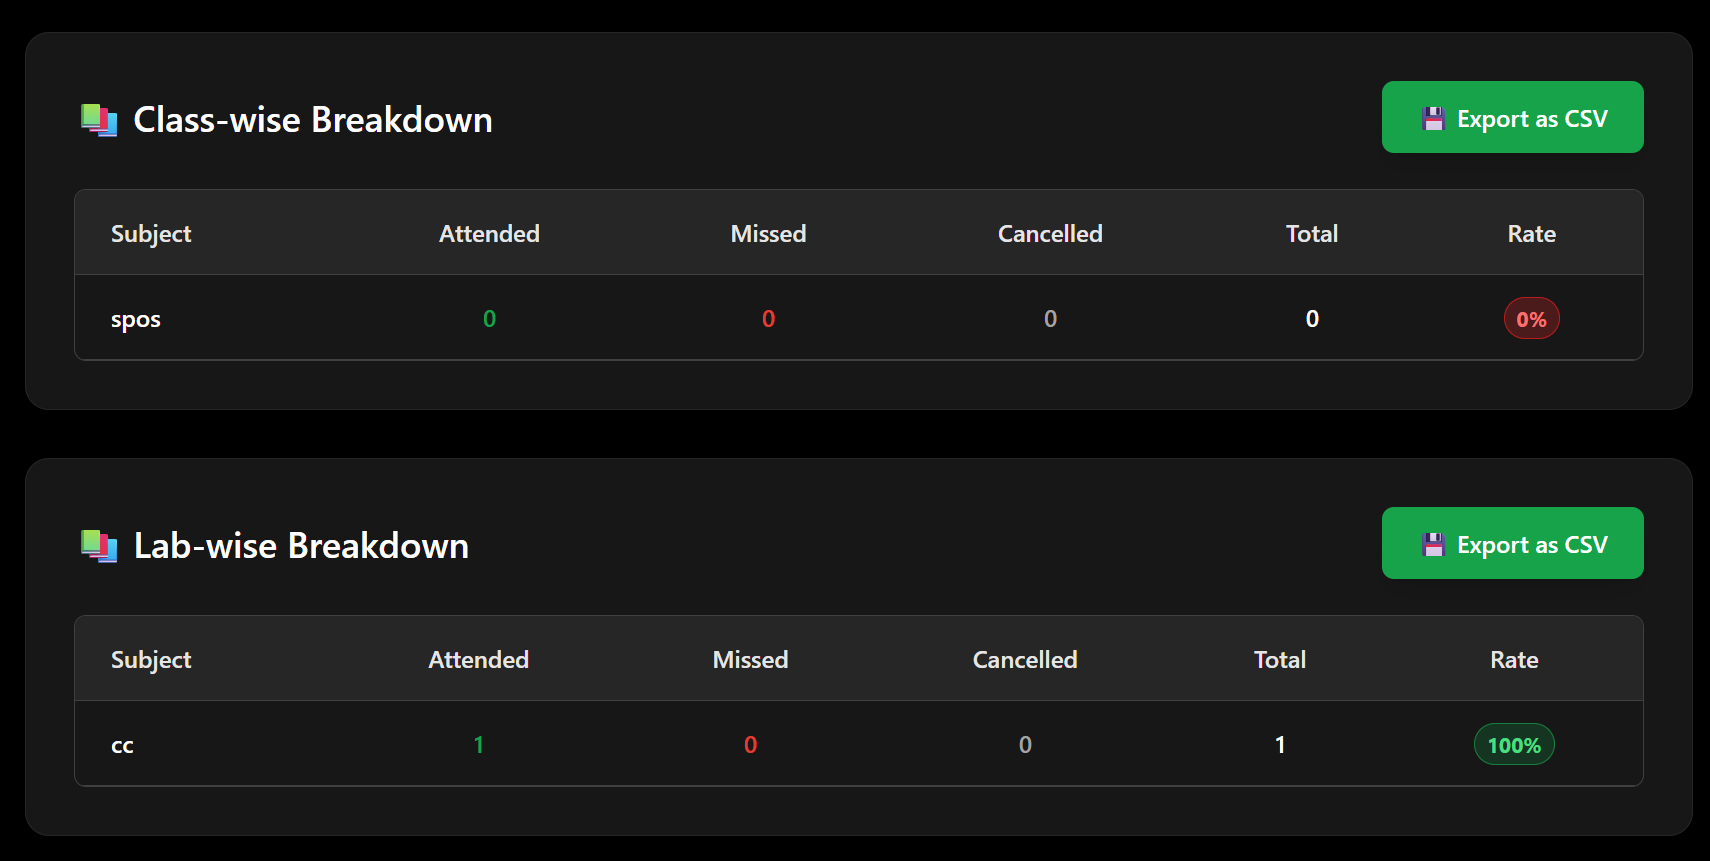 Class-wise Breakdown
Export as CSV
Subject Attended Missed Cancelled Total Rate
spos 0 0 0 0 0%
Lab-wise Breakdown
Export as CSV
Subject Attended Missed Cancelled Total Rate
cc 1 0 0 1 100%